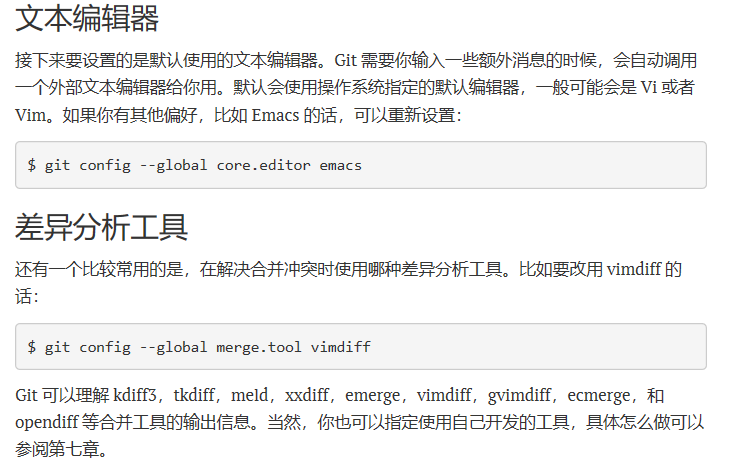 文本编辑器
接下来要设置的是默认使用的文本编辑器。Git 需要你输入一些额外消息的时候，会自动调用
一个外部文本编辑器给你用。默认会使用操作系统指定的默认编辑器，一般可能会是 Vi 或者
Vim。如果你有其他偏好，比如 Emacs 的话，可以重新设置：
$ git config --global core.editor emacs
差异分析工具
还有一个比较常用的是，在解决合并冲突时使用哪种差异分析工具。比如要改用 vimdiff 的
话：
$ git config --global merge.tool vimdiff
Git 可以理解 kdiff3，tkdiff，meld，xxdiff，emerge，vimdiff，gvimdiff，ecmerge，和
opendiff 等合并工具的输出信息。当然，你也可以指定使用自己开发的工具，具体怎么做可以
参阅第七章。